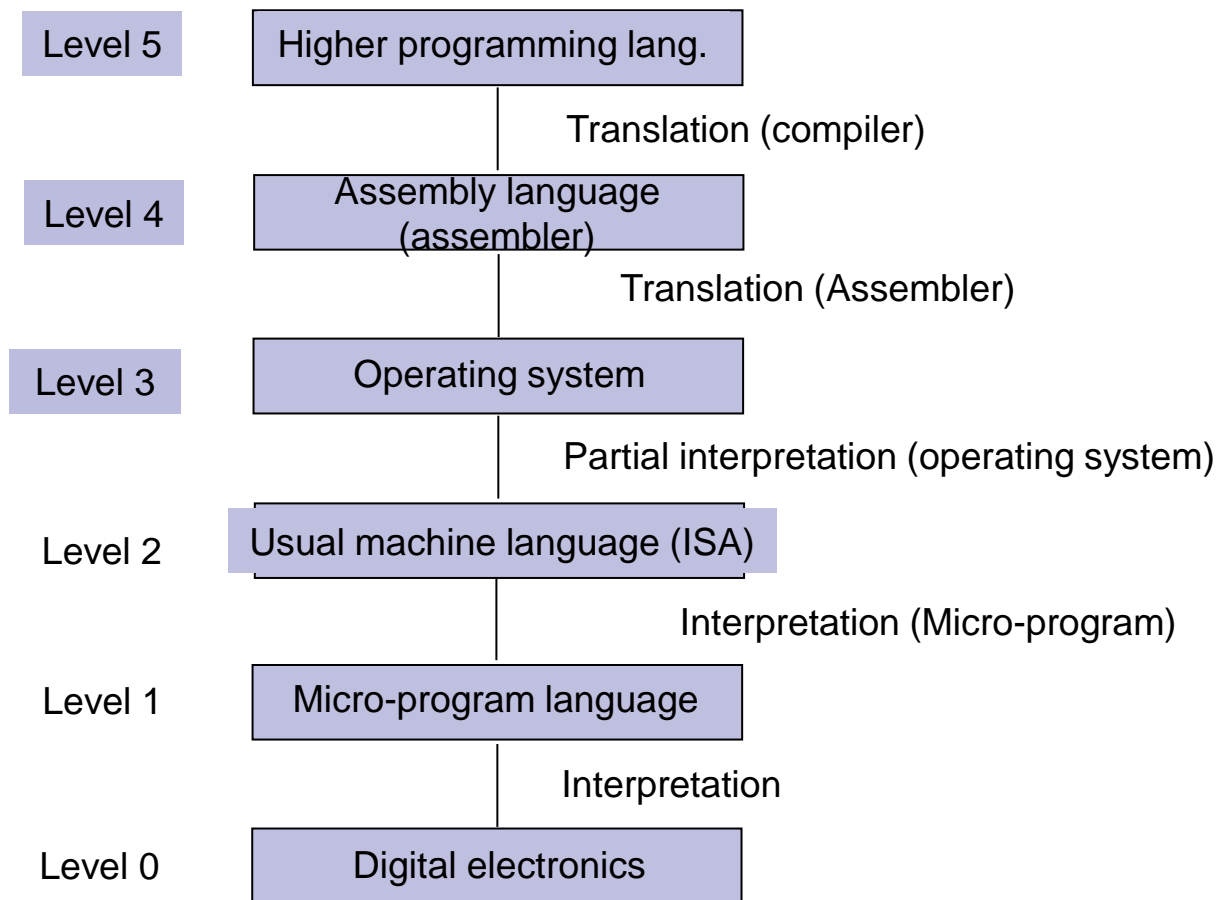 Level 5
Higher programming lang.
Translation (compiler)
Level 4
Assembly language
(assembler)
Translation (Assembler)
Level 3
Operating system
Partial interpretation (operating system)
Level 2
Usual machine language (ISA)
Interpretation (Micro-program)
Level 1
Micro-program language
Interpretation
Level 0
Digital electronics